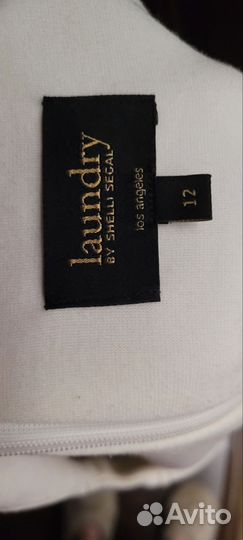 laundry
BY SHELLI SEGAL
los angeles
12
Avito